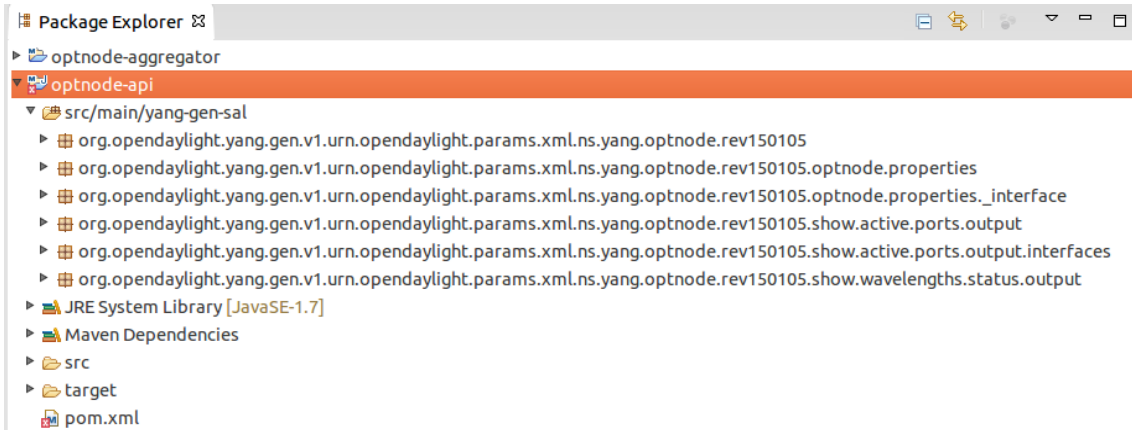 Package Explorer
optnode-aggregator
optnode-api
src/main/yang-gen-sal
org.opendaylight.yang.gen.v1.urn.opendaylight.params.xml.ns.yang.optnode.rev150105
org.opendaylight.yang.gen.v1.urn.opendaylight.params.xml.ns.yang.optnode.rev150105.optnode.properties
org.opendaylight.yang.gen.v1.urn.opendaylight.params.xml.ns.yang.optnode.rev150105.optnode.properties._interface
org.opendaylight.yang.gen.v1.urn.opendaylight.params.xml.ns.yang.optnode.rev150105.show.active.ports.output
org.opendaylight.yang.gen.v1.urn.opendaylight.params.xml.ns.yang.optnode.rev150105.show.active.ports.output.interfaces
org.opendaylight.yang.gen.v1.urn.opendaylight.params.xml.ns.yang.optnode.rev150105.show.wavelengths.status.output
JRE System Library [JavaSE-1.7]
Maven Dependencies
src
target
pom.xml